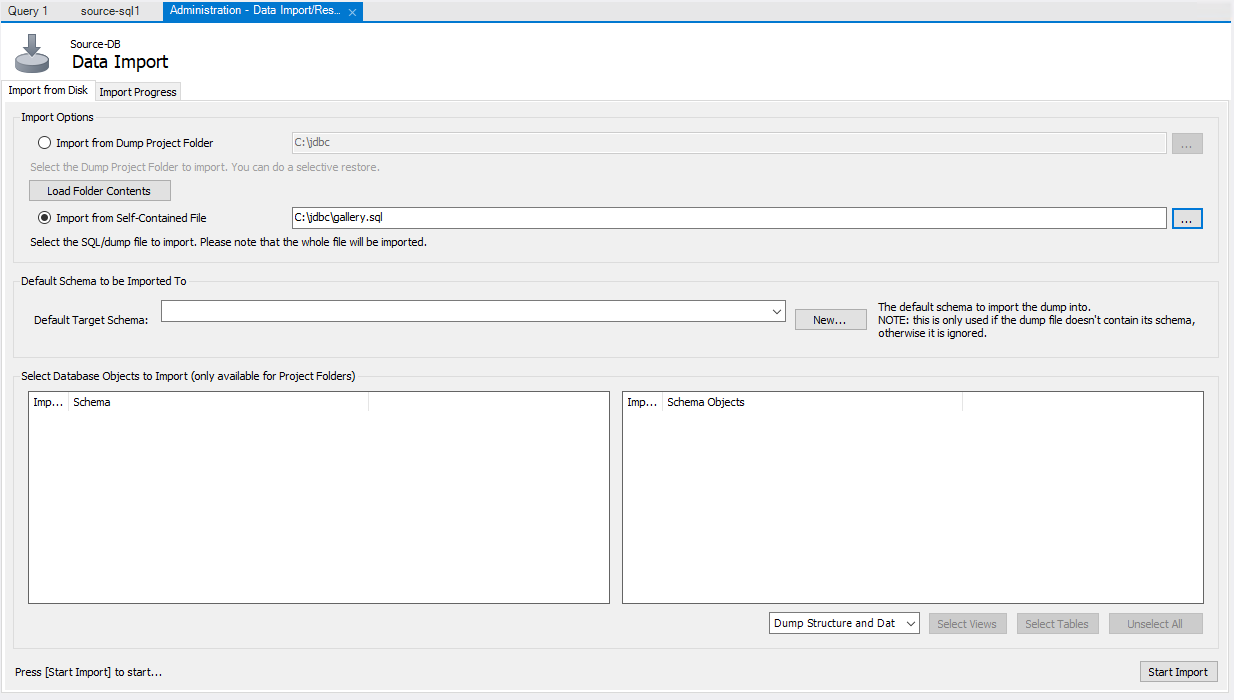 Query 1 source-sql1 Administration - Data Import/Res...
Source-DB
Data Import
Import from Disk Import Progress
Import Options
Import from Dump Project Folder C:\jdbc ...
Select the Dump Project Folder to import. You can do a selective restore.
Load Folder Contents
Import from Self-Contained File C:\jdbc\gallery.sql ...
Select the SQL/dump file to import. Please note that the whole file will be imported.
Default Schema to be Imported To
Default Target Schema: New...
The default schema to import the dump into.
NOTE: this is only used if the dump file doesn't contain its schema,
otherwise it is ignored.
Select Database Objects to Import (only available for Project Folders)
Imp... Schema Imp... Schema Objects
Dump Structure and Dat Select Views Select Tables Unselect All
Press [Start Import] to start... Start Import